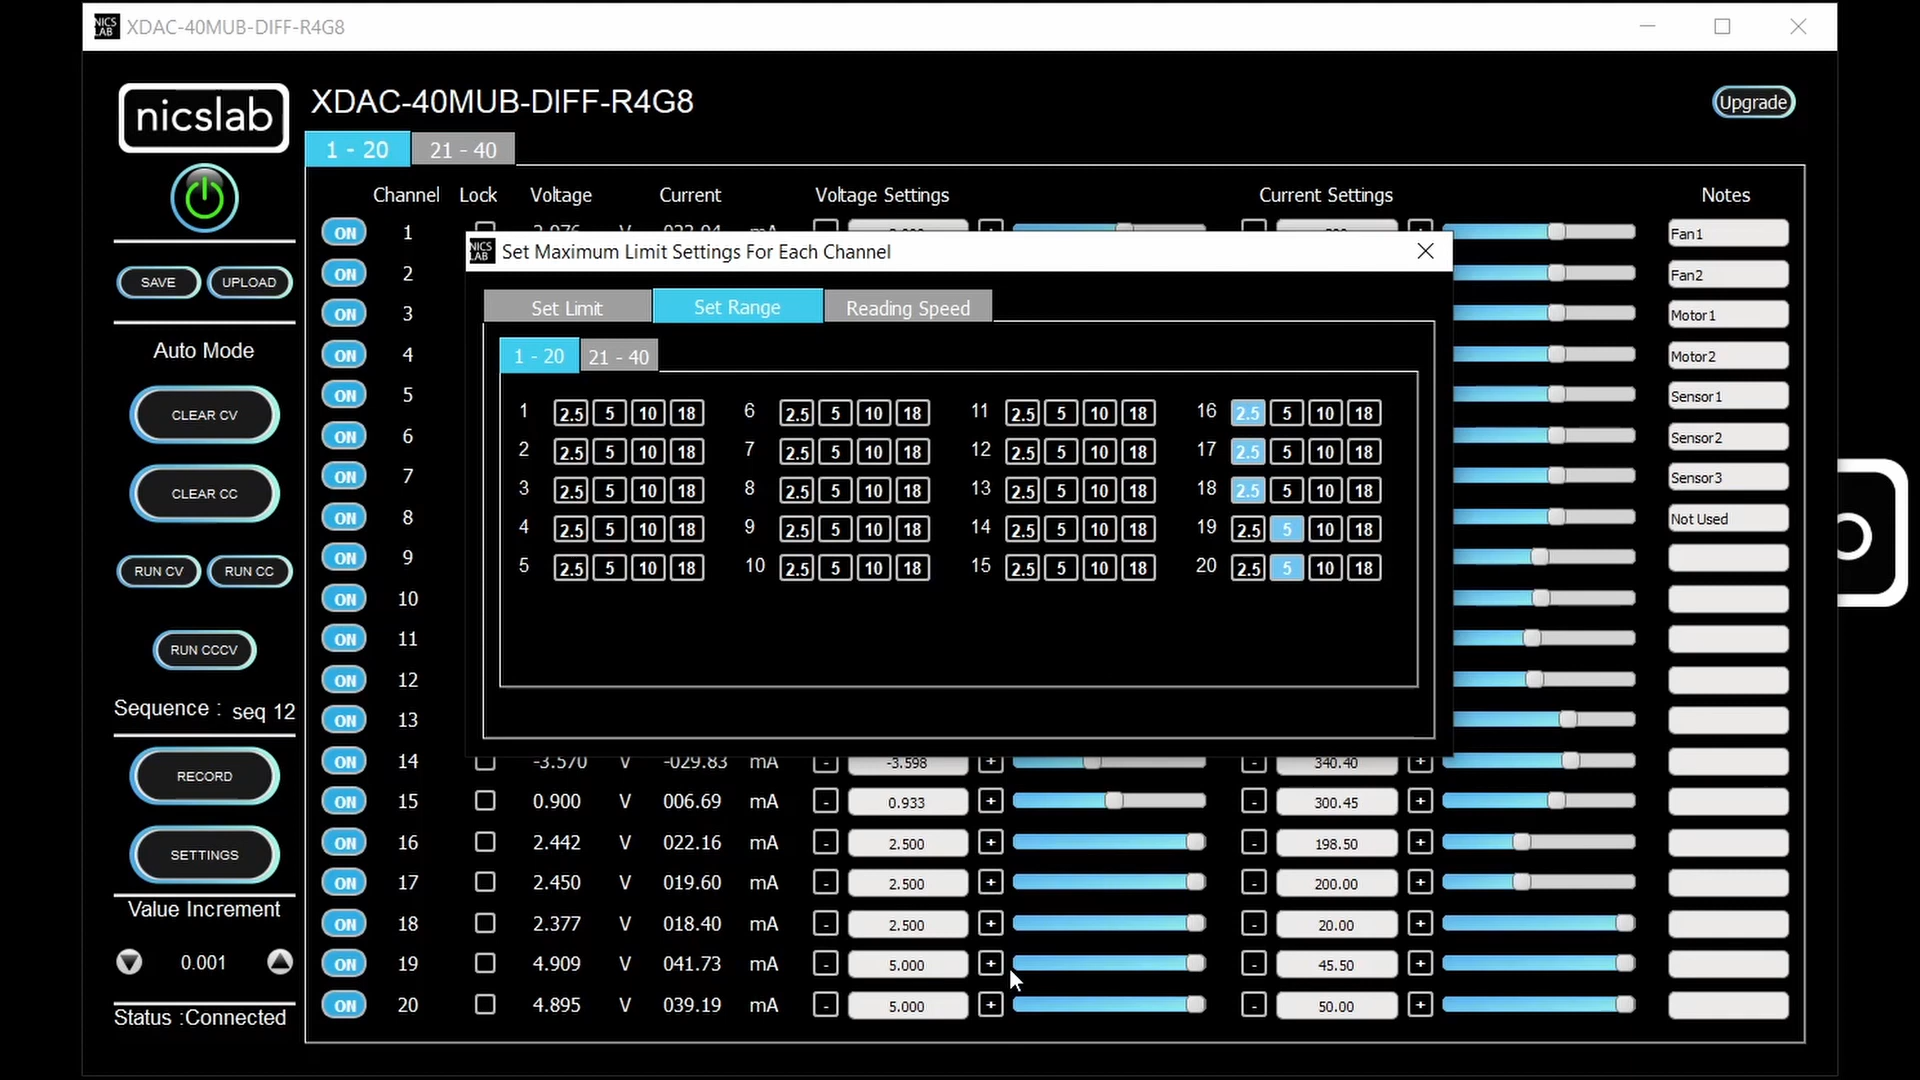 NICS LAB XDAC-40MUB-DIFF-R4G8
nicslab XDAC-40MUB-DIFF-R4G8 Upgrade
1 - 20 21 - 40
Channel Lock Voltage Current Voltage Settings Current Settings Notes
ON 1 Fan1
NICS LAB Set Maximum Limit Settings For Each Channel
ON 2 Fan2
SAVE UPLOAD
Set Limit Set Range Reading Speed
ON 3 Motor1
Auto Mode
ON 4 1 - 20 21 - 40 Motor2
ON 5 Sensor1
CLEAR CV
1 2.5 5 10 18 6 2.5 5 10 18 11 2.5 5 10 18 16 2.5 5 10 18
ON 6 Sensor2
2 2.5 5 10 18 7 2.5 5 10 18 12 2.5 5 10 18 17 2.5 5 10 18
ON 7 Sensor3
CLEAR CC
3 2.5 5 10 18 8 2.5 5 10 18 13 2.5 5 10 18 18 2.5 5 10 18
ON 8 Not Used
4 2.5 5 10 18 9 2.5 5 10 18 14 2.5 5 10 18 19 2.5 5 10 18
ON 9
RUN CV RUN CC
5 2.5 5 10 18 10 2.5 5 10 18 15 2.5 5 10 18 20 2.5 5 10 18
ON 10
ON 11
RUN CCCV
ON 12
Sequence : seq 12
ON 13
ON 14 -3.570 V -029.83 mA - -3.598 + - 340.40 +
RECORD
ON 15 0.900 V 006.69 mA - 0.933 + - 300.45 +
ON 16 2.442 V 022.16 mA - 2.500 + - 198.50 +
SETTINGS
ON 17 2.450 V 019.60 mA - 2.500 + - 200.00 +
Value Increment
ON 18 2.377 V 018.40 mA - 2.500 + - 20.00 +
0.001
ON 19 4.909 V 041.73 mA - 5.000 + - 45.50 +
ON 20 4.895 V 039.19 mA - 5.000 + - 50.00 +
Status :Connected